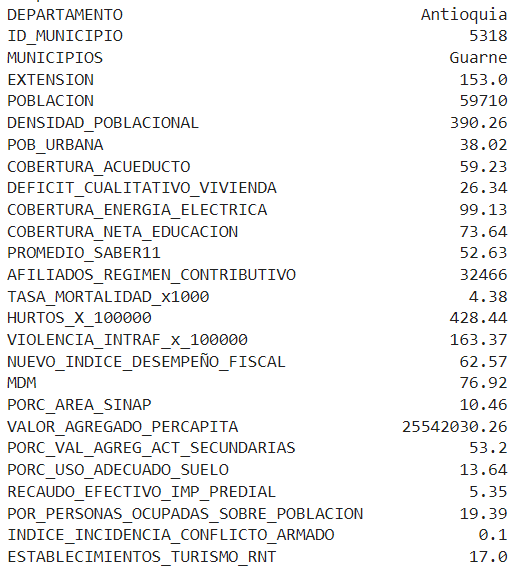 DEPARTAMENTO Antioquia
ID_MUNICIPIO 5318
MUNICIPIOS Guarne
EXTENSION 153.0
POBLACION 59710
DENSIDAD_POBLACIONAL 390.26
POB_URBANA 38.02
COBERTURA_ACUEDUCTO 59.23
DEFICIT_CUALITATIVO_VIVIENDA 26.34
COBERTURA_ENERGIA_ELECTRICA 99.13
COBERTURA_NETA_EDUCACION 73.64
PROMEDIO_SABER11 52.63
AFILIADOS_REGIMEN_CONTRIBUTIVO 32466
TASA_MORTALIDAD_x1000 4.38
HURTOS_X_100000 428.44
VIOLENCIA_INTRAF_x_100000 163.37
NUEVO_INDICE_DESEMPEÑO_FISCAL 62.57
MDM 76.92
PORC_AREA_SINAP 10.46
VALOR_AGREGADO_PERCAPITA 25542030.26
PORC_VAL_AGREG_ACT_SECUNDARIAS 53.2
PORC_USO_ADECUADO_SUELO 13.64
RECAUDO_EFECTIVO_IMP_PREDIAL 5.35
POR_PERSONAS_OCUPADAS_SOBRE_POBLACION 19.39
INDICE_INCIDENCIA_CONFLICTO_ARMADO 0.1
ESTABLECIMIENTOS_TURISMO_RNT 17.0